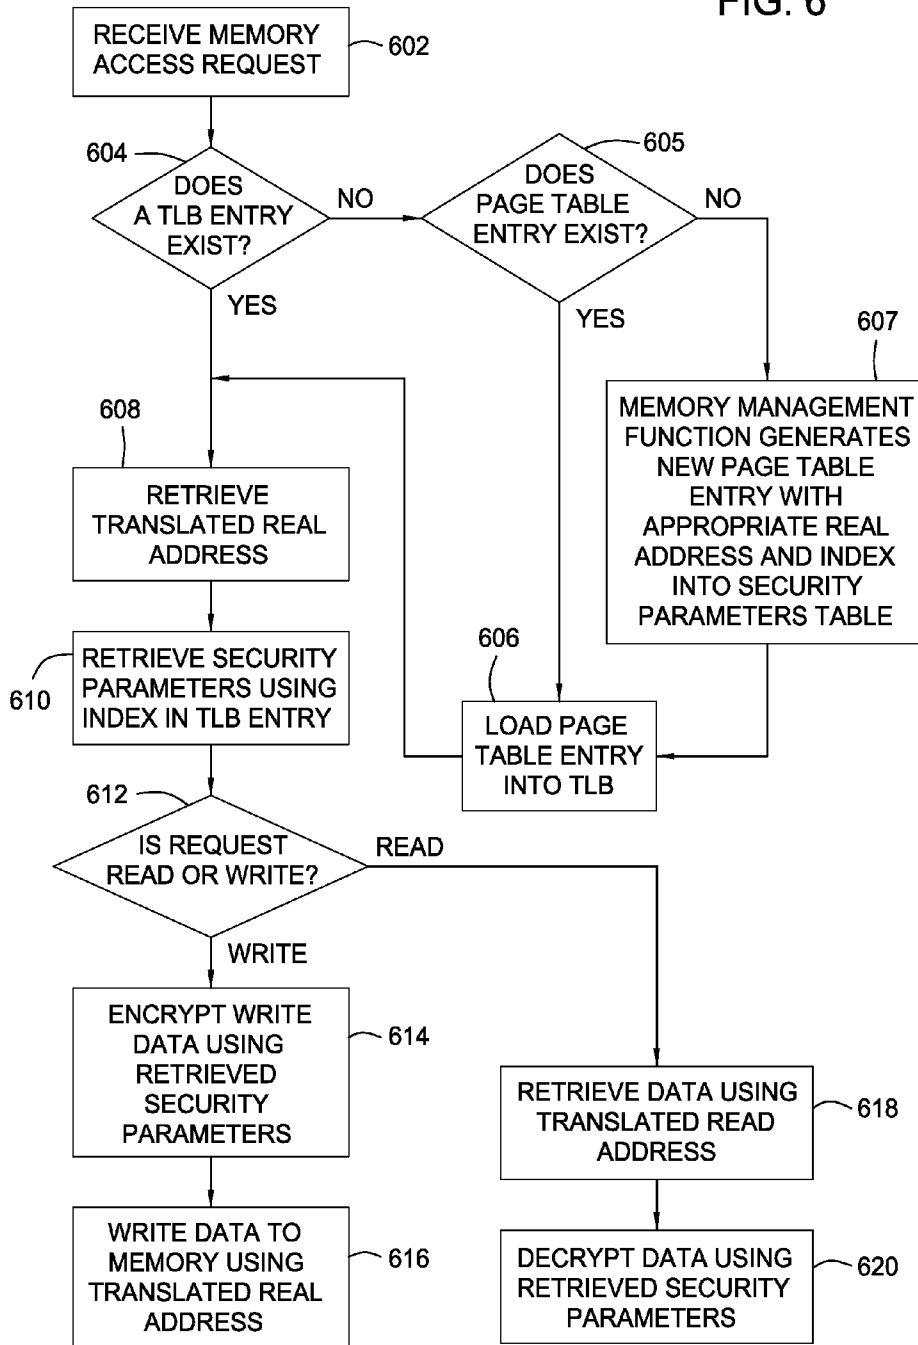 FIG. 6
RECEIVE MEMORY
ACCESS REQUEST
602
604
DOES
A TLB ENTRY
EXIST?
NO
YES
605
DOES
PAGE TABLE
ENTRY EXIST?
NO
YES
607
MEMORY MANAGEMENT
FUNCTION GENERATES
NEW PAGE TABLE
ENTRY WITH
APPROPRIATE REAL
ADDRESS AND INDEX
INTO SECURITY
PARAMETERS TABLE
608
RETRIEVE
TRANSLATED REAL
ADDRESS
606
LOAD PAGE
TABLE ENTRY
INTO TLB
610
RETRIEVE SECURITY
PARAMETERS USING
INDEX IN TLB ENTRY
612
IS REQUEST
READ OR WRITE?
READ
WRITE
ENCRYPT WRITE
DATA USING
RETRIEVED
SECURITY
PARAMETERS
614
RETRIEVE DATA USING
TRANSLATED READ
ADDRESS
618
WRITE DATA TO
MEMORY USING
TRANSLATED REAL
ADDRESS
616
DECRYPT DATA USING
RETRIEVED SECURITY
PARAMETERS
620